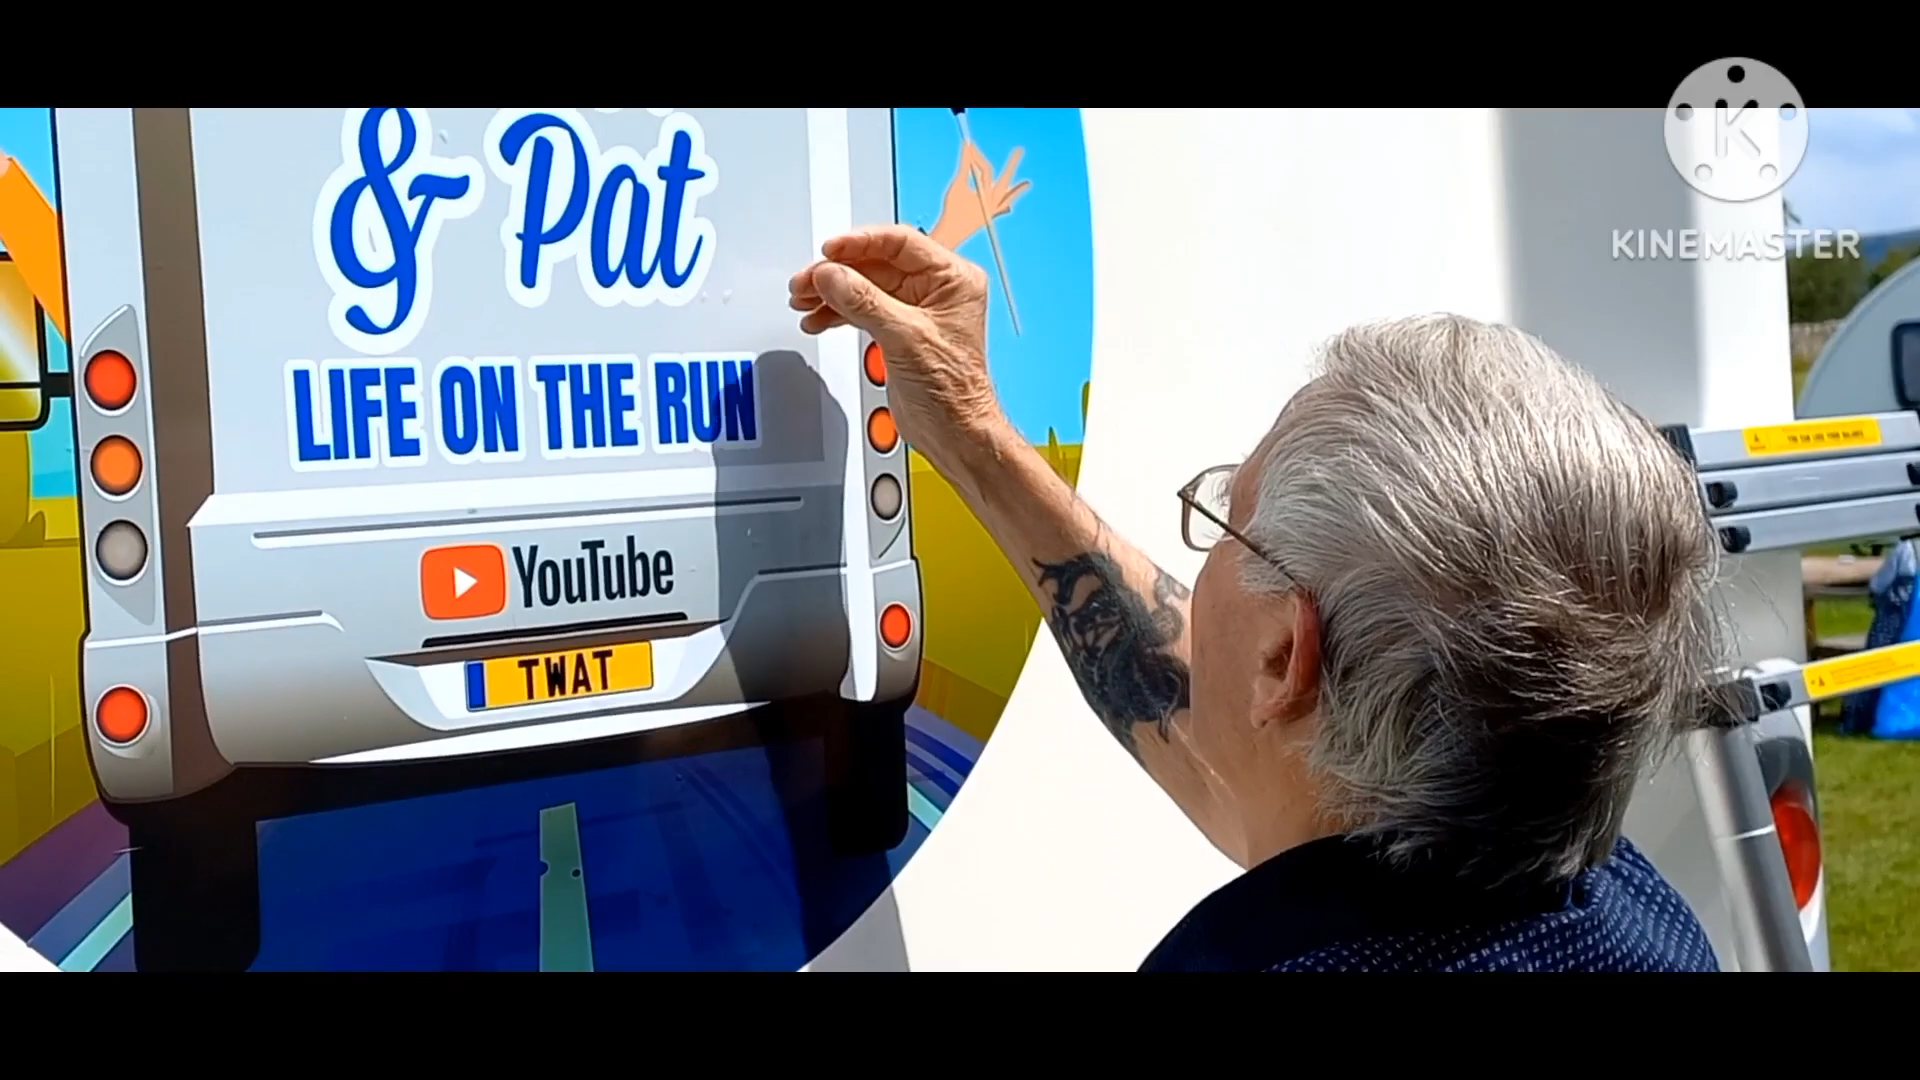 & Pat
LIFE ON THE RUN
YouTube
TWAT
K
KINEMASTER